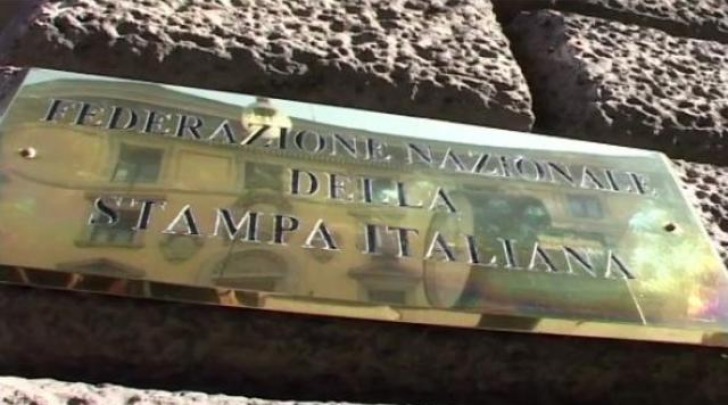 FEDERAZIONE NAZIONALE
DELLA
STAMPA ITALIANA